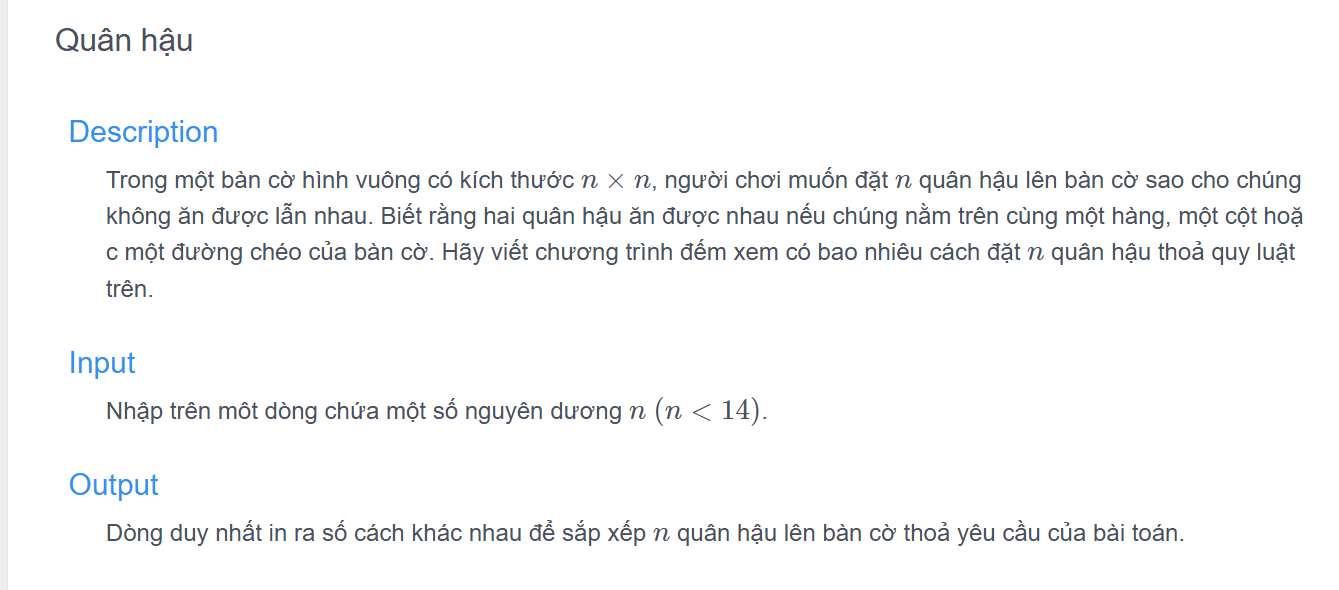 Quân hậu
Description
Trong một bàn cờ hình vuông có kích thước n × n, người chơi muốn đặt n quân hậu lên bàn cờ sao cho chúng
không ăn được lẫn nhau. Biết rằng hai quân hậu ăn được nhau nếu chúng nằm trên cùng một hàng, một cột hoặ
c một đường chéo của bàn cờ. Hãy viết chương trình đếm xem có bao nhiêu cách đặt n quân hậu thoả quy luật
trên.
Input
Nhập trên môt dòng chứa một số nguyên dương n (n < 14).
Output
Dòng duy nhất in ra số cách khác nhau để sắp xếp n quân hậu lên bàn cờ thoả yêu cầu của bài toán.